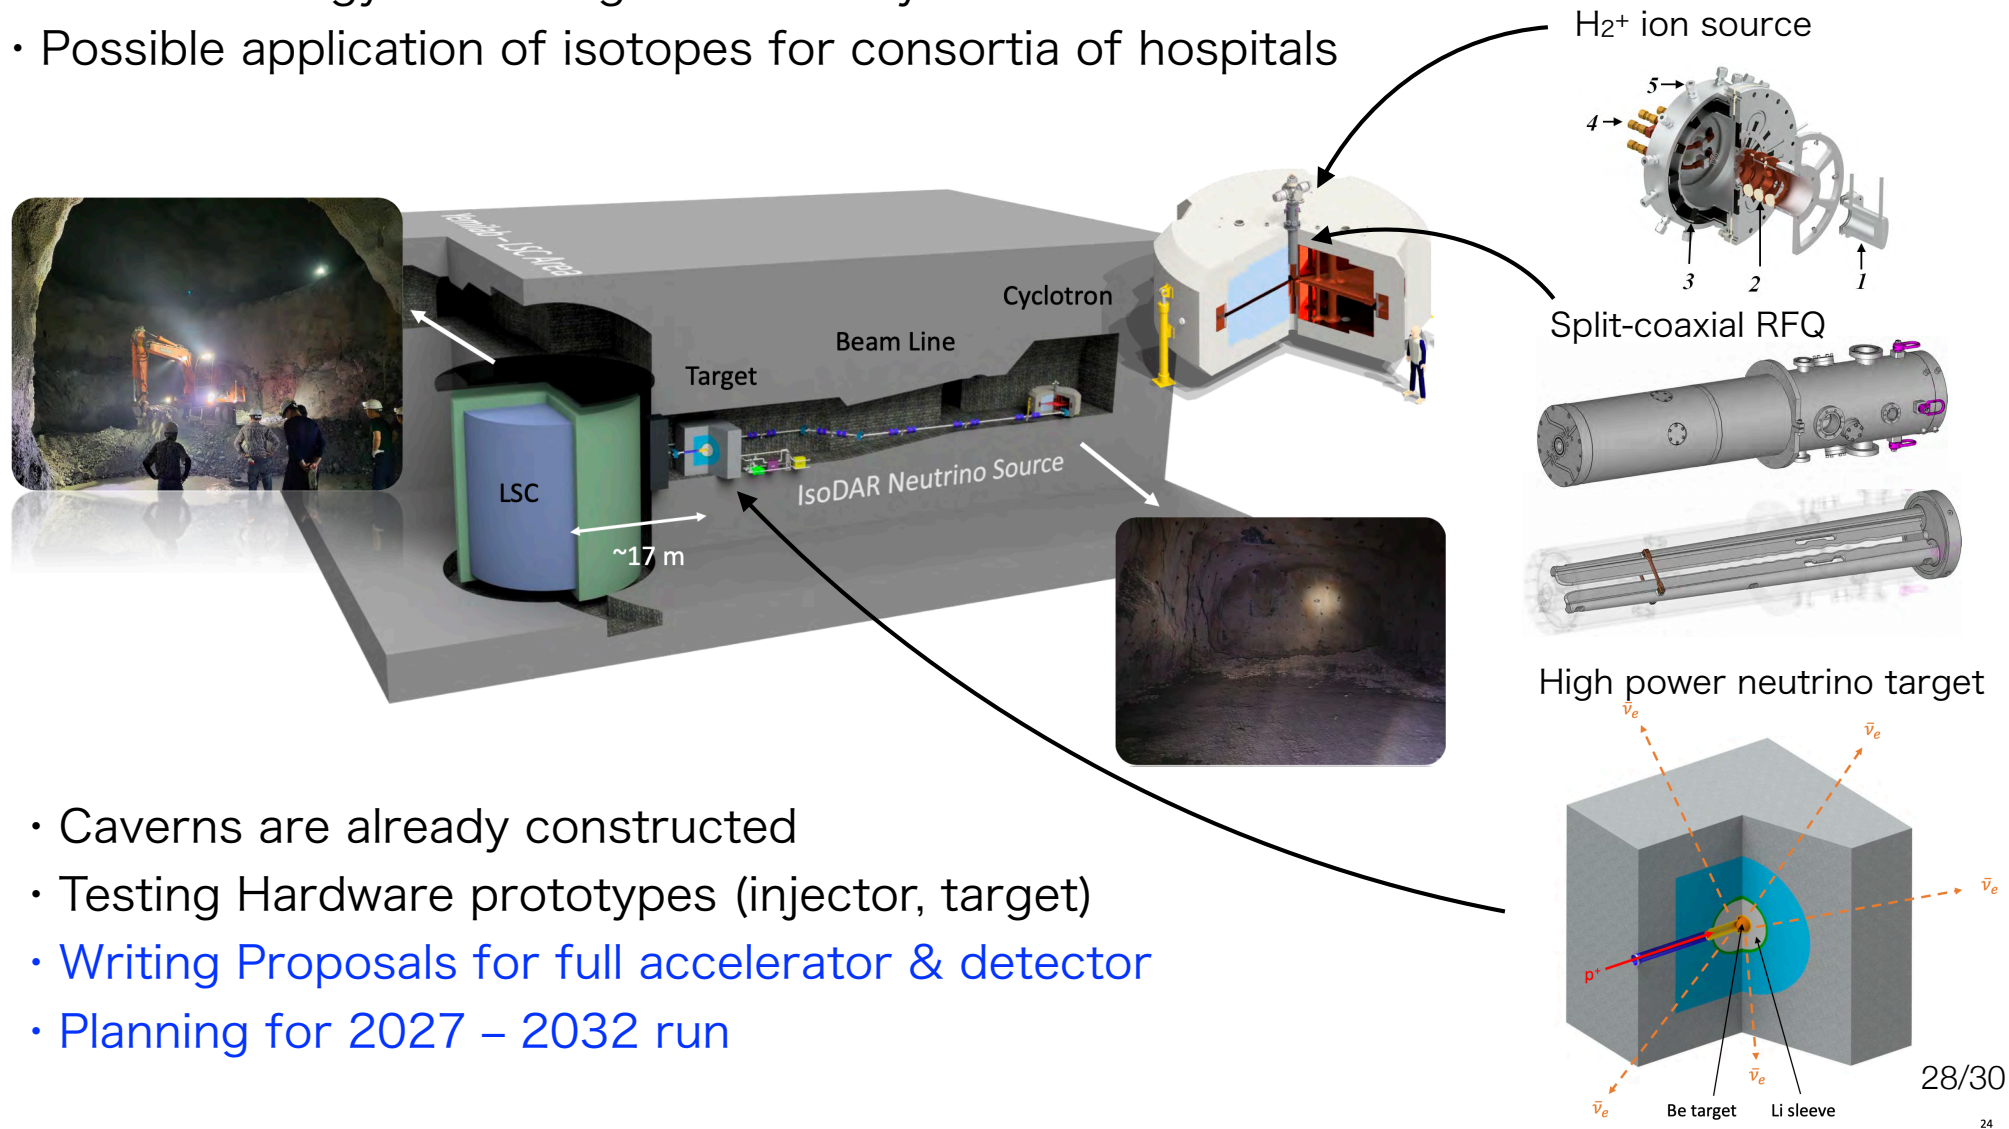 · Possible application of isotopes for consortia of hospitals
H2+ ion source
5
4
3
2
1
Yemilab-LSC Area
Cyclotron
Beam Line
Target
Split-coaxial RFQ
LSC
IsoDAR Neutrino Source
~17 m
High power neutrino target
ν̄e
ν̄e
ν̄e
p+
ν̄e
ν̄e
Be target
Li sleeve
· Caverns are already constructed
· Testing Hardware prototypes (injector, target)
· Writing Proposals for full accelerator & detector
· Planning for 2027 – 2032 run
28/30
24